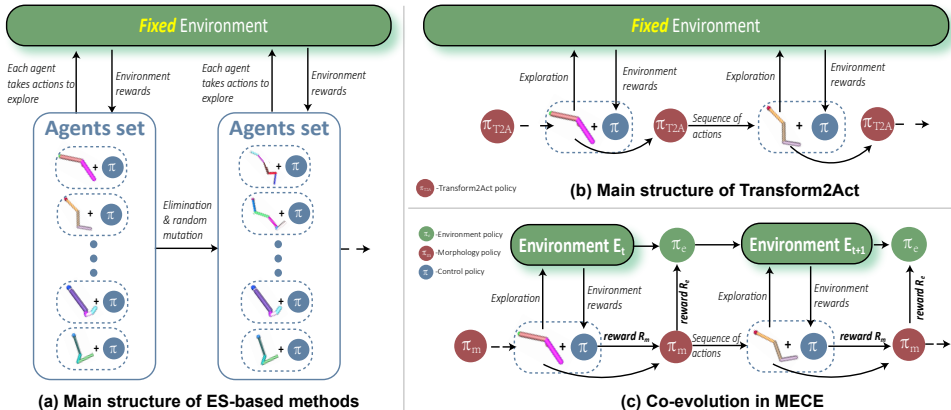 Fixed Environment
Each agent
takes actions to
explore
Environment
rewards
Each agent
takes actions to
explore
Environment
rewards
Agents set
Agents set
+ π
+ π
+ π
+ π
Elimination
& random
mutation
+ π
+ π
+ π
+ π
(a) Main structure of ES-based methods
Fixed Environment
Exploration
Environment
rewards
Exploration
Environment
rewards
πT2A
+ π
πT2A
Sequence of
actions
+ π
πT2A
πT2A -Transform2Act policy
(b) Main structure of Transform2Act
πe -Environment policy
πm -Morphology policy
π -Control policy
Environment Et
πe
Environment Et+1
πe
Exploration
Environment
rewards
reward Re
Exploration
Environment
rewards
reward Re
πm
+ π
reward Rm
πm
Sequence of
actions
+ π
reward Rm
πm
(c) Co-evolution in MECE